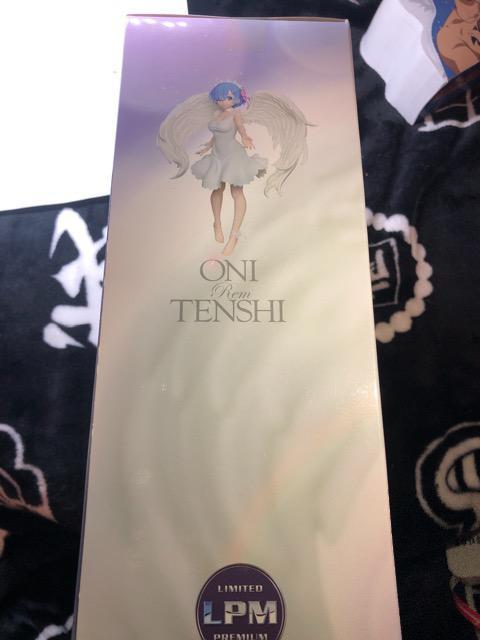 ONI
Rem
TENSHI
LIMITED
LPM
PREMIUM